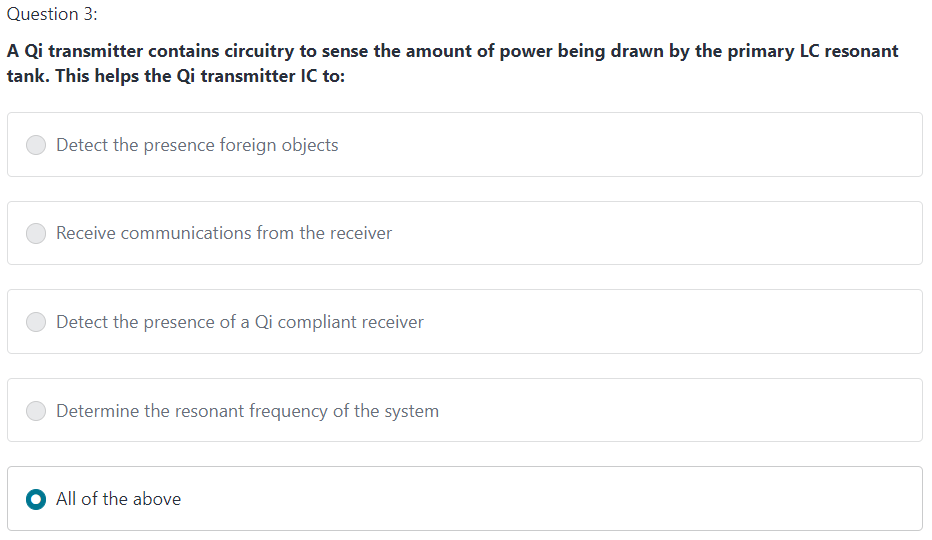 Question 3:
A Qi transmitter contains circuitry to sense the amount of power being drawn by the primary LC resonant
tank. This helps the Qi transmitter IC to:
Detect the presence foreign objects
Receive communications from the receiver
Detect the presence of a Qi compliant receiver
Determine the resonant frequency of the system
All of the above